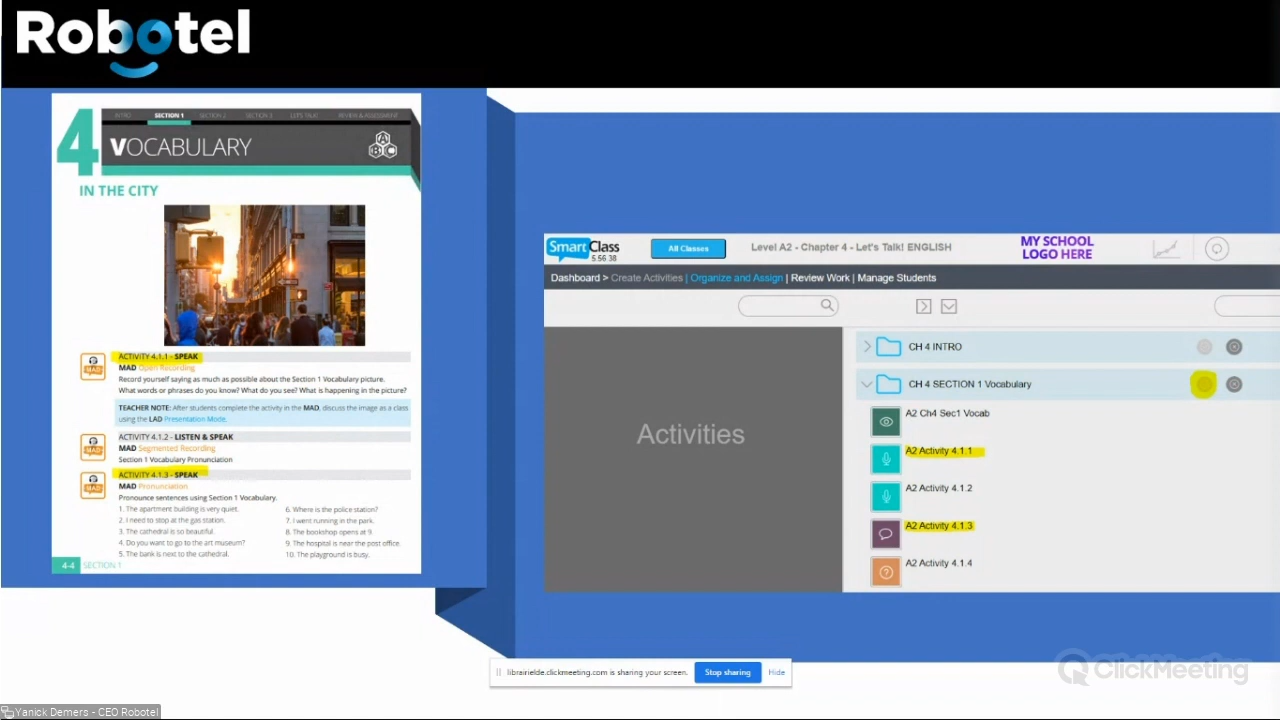 Robotel
4
INTRO SECTION 1 SECTION 2 SECTION 3 LET'S TALK! REVIEW & ASSESSMENT
VOCABULARY
A
B C
IN THE CITY
ACTIVITY 4.1.1 - SPEAK
MAD
MAD Open Recording
Record yourself saying as much as possible about the Section 1 Vocabulary picture.
What words or phrases do you know? What do you see? What is happening in the picture?
TEACHER NOTE: After students complete the activity in the MAD, discuss the image as a class
using the LAD Presentation Mode.
ACTIVITY 4.1.2 - LISTEN & SPEAK
MAD
MAD Segmented Recording
Section 1 Vocabulary Pronunciation
ACTIVITY 4.1.3 - SPEAK
MAD
MAD Pronunciation
Pronounce sentences using Section 1 Vocabulary.
1. The apartment building is very quiet.
2. I need to stop at the gas station.
3. The cathedral is so beautiful.
4. Do you want to go to the art museum?
5. The bank is next to the cathedral.
6. Where is the police station?
7. I went running in the park.
8. The bookshop opens at 9.
9. The hospital is near the post office.
10. The playground is busy.
4-4 SECTION 1
SmartClass
5.56.38
All Classes
Level A2 - Chapter 4 - Let's Talk! ENGLISH
MY SCHOOL
LOGO HERE
Dashboard > Create Activities | Organize and Assign | Review Work | Manage Students
Activities
CH 4 INTRO
CH 4 SECTION 1 Vocabulary
A2 Ch4 Sec1 Vocab
A2 Activity 4.1.1
A2 Activity 4.1.2
A2 Activity 4.1.3
A2 Activity 4.1.4
librairielde.clickmeeting.com is sharing your screen. Stop sharing Hide
ClickMeeting
Yanick Demers - CEO Robotel